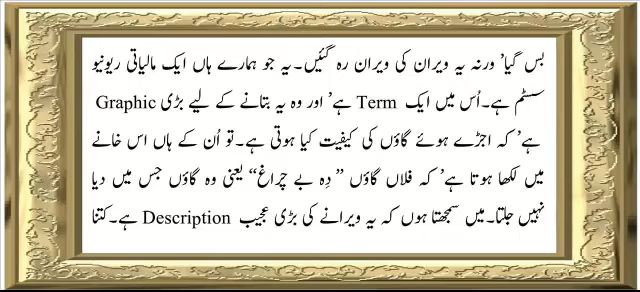 بس گیا’ ورنہ یہ ویران کی ویران رہ گئیں۔یہ جو ہمارے ہاں ایک مالیاتی ریونیو
سسٹم ہے۔اُس میں ایک Term ہے’ اور وہ یہ بتانے کے لیے بڑی Graphic
ہے’ کہ اجڑے ہوئے گاؤں کی کیفیت کیا ہوتی ہے۔تو اُن کے ہاں اس خانے
میں لکھا ہوتا ہے’ کہ فلاں گاؤں ” دِہ بے چراغ“ یعنی وہ گاؤں جس میں دیا
نہیں جلتا۔میں سمجھتا ہوں کہ یہ ویرانے کی بڑی عجیب Description ہے۔کتنا